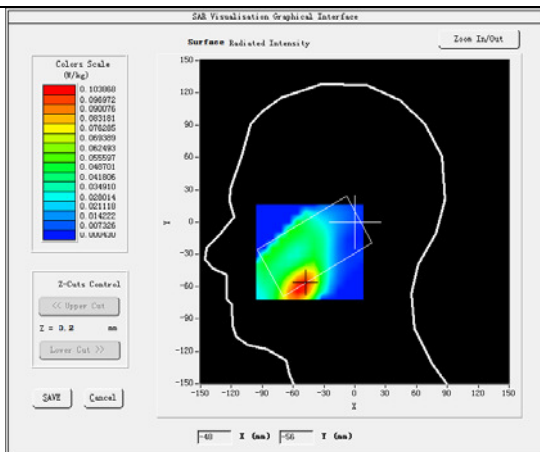 SAR Visualisation Graphical Interface
Surface Radiated Intensity
Zoom In/Out
Colors Scale
(W/kg)
0.103868
0.096972
0.090076
0.083181
0.076285
0.069389
0.062493
0.055597
0.048701
0.041806
0.034910
0.028014
0.021118
0.014222
0.007326
0.000430
Z-Cuts Control
<< Upper Cut
Z = 3.2 mm
Lower Cut >>
SAVE Cancel
150
120
90
60
30
0
-30
-60
-90
-120
-150
Y
-150 -120 -90 -60 -30 0 30 60 90 120 150
X
-48 X (mm) -56 Y (mm)